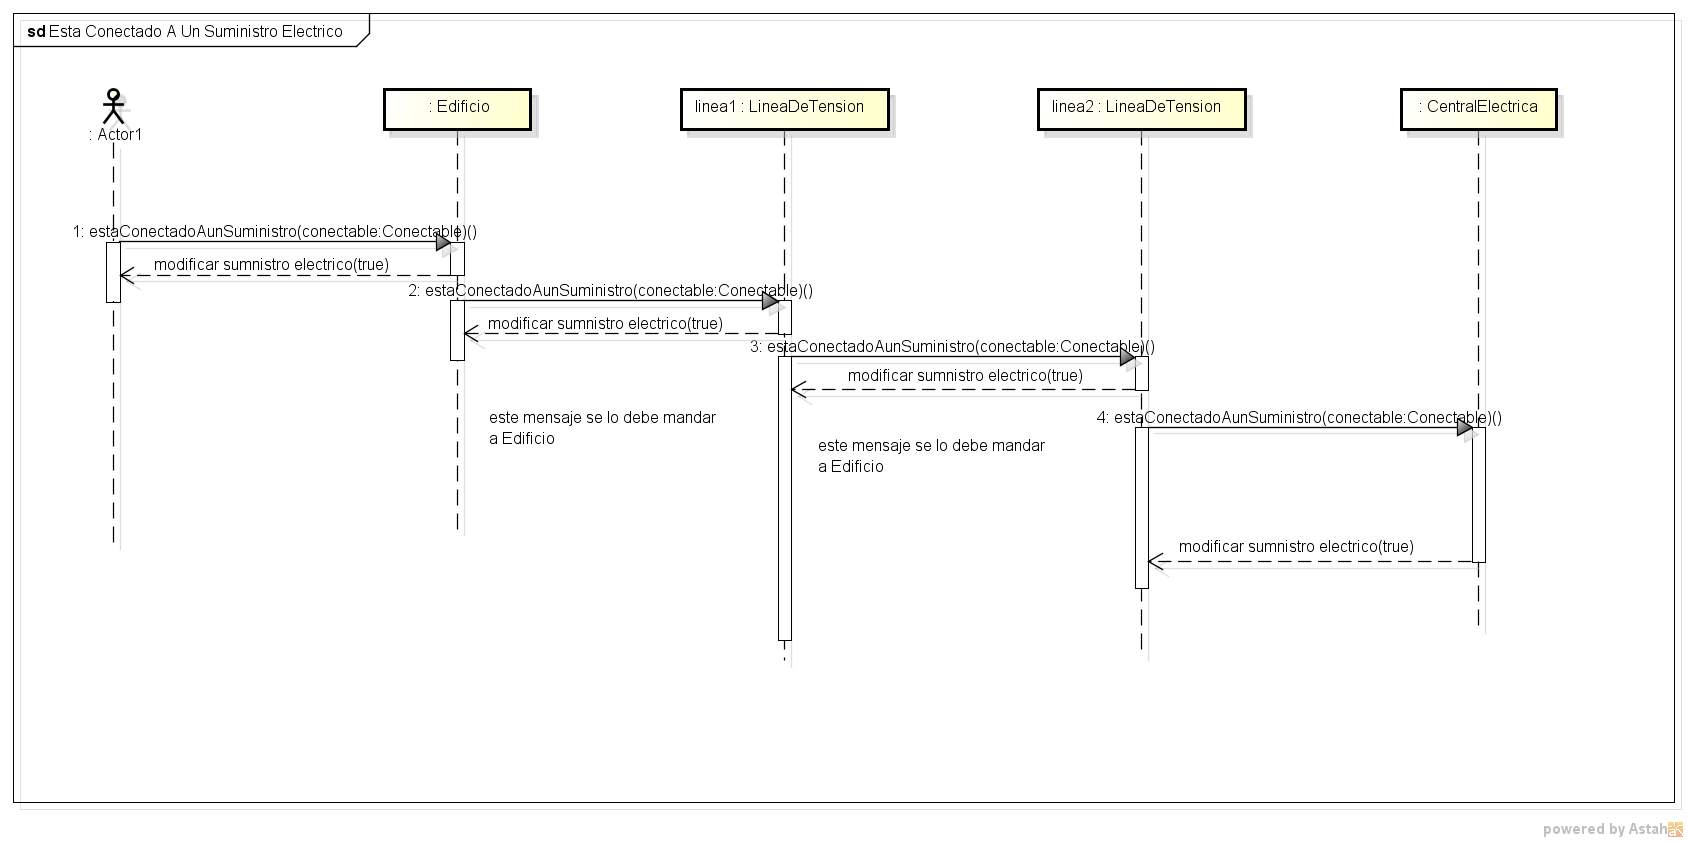 sd Esta Conectado A Un Suministro Electrico
: Actor1
: Edificio
linea1 : LineaDeTension
linea2 : LineaDeTension
: CentralElectrica
1: estaConectadoAunSuministro(conectable:Conectable)()
modificar sumnistro electrico(true)
2: estaConectadoAunSuministro(conectable:Conectable)()
modificar sumnistro electrico(true)
3: estaConectadoAunSuministro(conectable:Conectable)()
modificar sumnistro electrico(true)
este mensaje se lo debe mandar
a Edificio
4: estaConectadoAunSuministro(conectable:Conectable)()
este mensaje se lo debe mandar
a Edificio
modificar sumnistro electrico(true)
powered by Astah